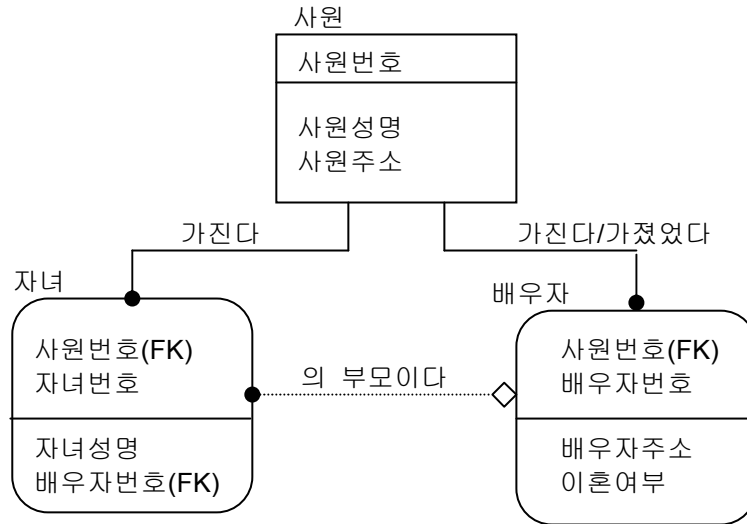 사원
사원번호
사원성명
사원주소
가진다
가진다/가졌었다
자녀
사원번호(FK)
자녀번호
자녀성명
배우자번호(FK)
의 부모이다
배우자
사원번호(FK)
배우자번호
배우자주소
이혼여부